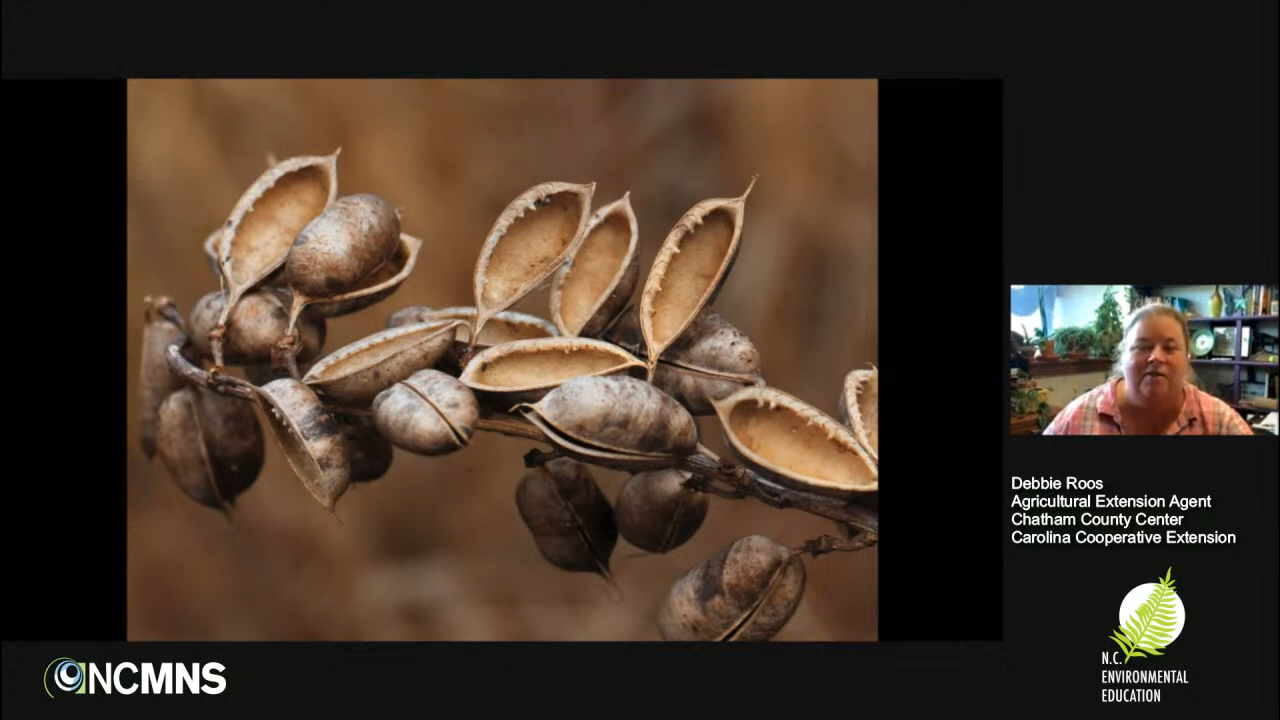 Debbie Roos
Agricultural Extension Agent
Chatham County Center
Carolina Cooperative Extension
NCMNS
N.C.
ENVIRONMENTAL
EDUCATION